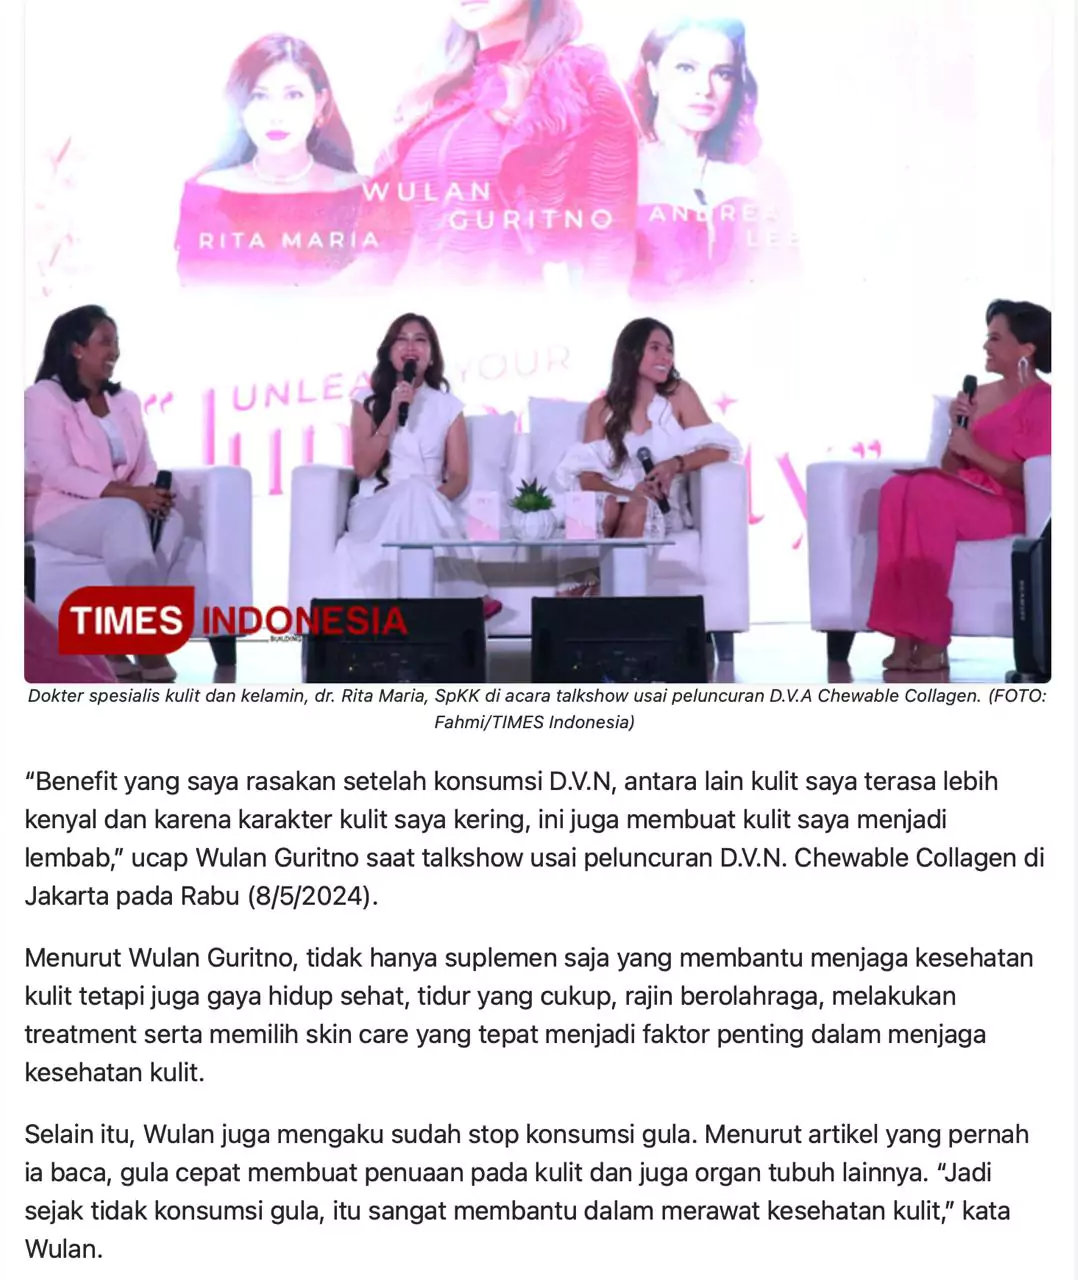 WULAN
GURITNO
ANDREA
LEE
RITA MARIA
UNLEA YOUR
TIMES INDONESIA
BUILDING
Dokter spesialis kulit dan kelamin, dr. Rita Maria, SpKK di acara talkshow usai peluncuran D.V.A Chewable Collagen. (FOTO:
Fahmi/TIMES Indonesia)
“Benefit yang saya rasakan setelah konsumsi D.V.N, antara lain kulit saya terasa lebih
kenyal dan karena karakter kulit saya kering, ini juga membuat kulit saya menjadi
lembab,” ucap Wulan Guritno saat talkshow usai peluncuran D.V.N. Chewable Collagen di
Jakarta pada Rabu (8/5/2024).
Menurut Wulan Guritno, tidak hanya suplemen saja yang membantu menjaga kesehatan
kulit tetapi juga gaya hidup sehat, tidur yang cukup, rajin berolahraga, melakukan
treatment serta memilih skin care yang tepat menjadi faktor penting dalam menjaga
kesehatan kulit.
Selain itu, Wulan juga mengaku sudah stop konsumsi gula. Menurut artikel yang pernah
ia baca, gula cepat membuat penuaan pada kulit dan juga organ tubuh lainnya. “Jadi
sejak tidak konsumsi gula, itu sangat membantu dalam merawat kesehatan kulit,” kata
Wulan.